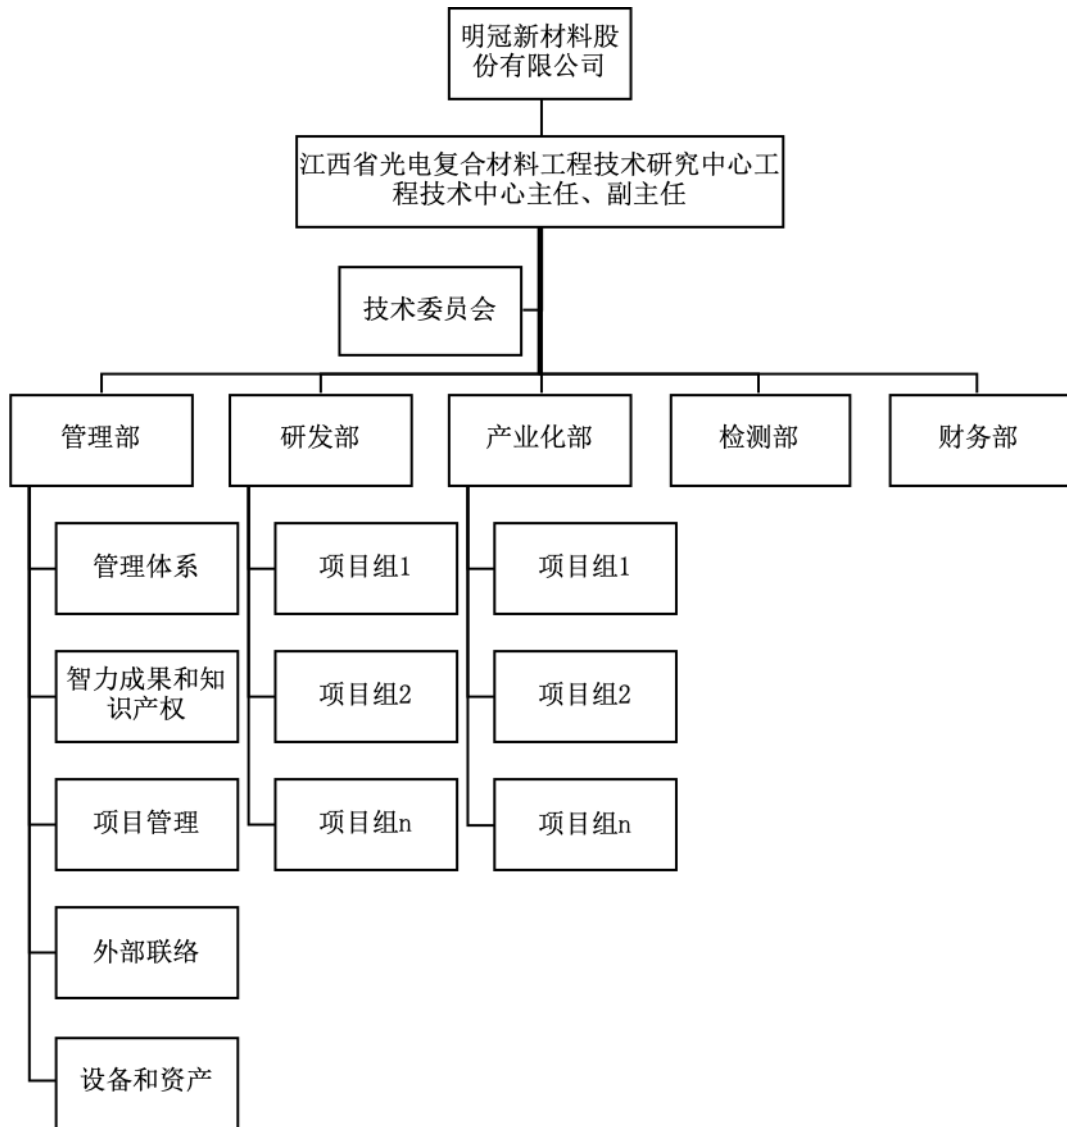 明冠新材料股
份有限公司
江西省光电复合材料工程技术研究中心工
程技术中心主任、副主任
技术委员会
管理部
研发部
产业化部
检测部
财务部
管理体系
项目组1
项目组1
智力成果和知
识产权
项目组2
项目组2
项目管理
项目组n
项目组n
外部联络
设备和资产